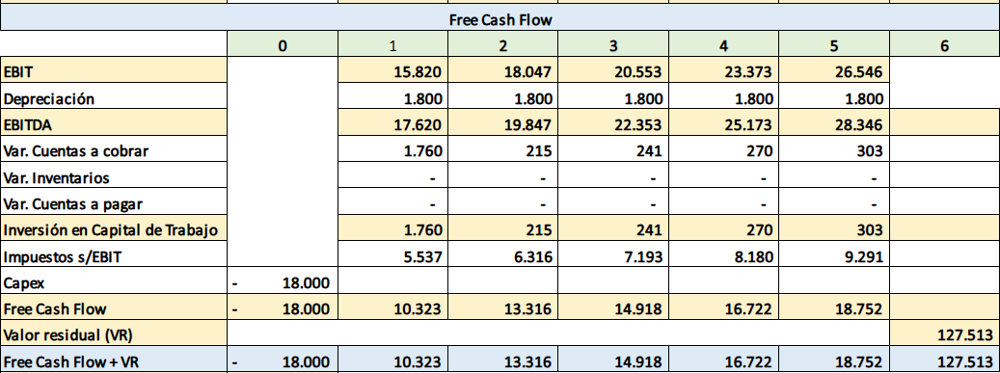 Free Cash Flow
0 1 2 3 4 5 6
EBIT 15.820 18.047 20.553 23.373 26.546
Depreciación 1.800 1.800 1.800 1.800 1.800
EBITDA 17.620 19.847 22.353 25.173 28.346
Var. Cuentas a cobrar 1.760 215 241 270 303
Var. Inventarios - - - - -
Var. Cuentas a pagar - - - - -
Inversión en Capital de Trabajo 1.760 215 241 270 303
Impuestos s/EBIT 5.537 6.316 7.193 8.180 9.291
Capex - 18.000
Free Cash Flow - 18.000 10.323 13.316 14.918 16.722 18.752
Valor residual (VR) 127.513
Free Cash Flow + VR - 18.000 10.323 13.316 14.918 16.722 18.752 127.513